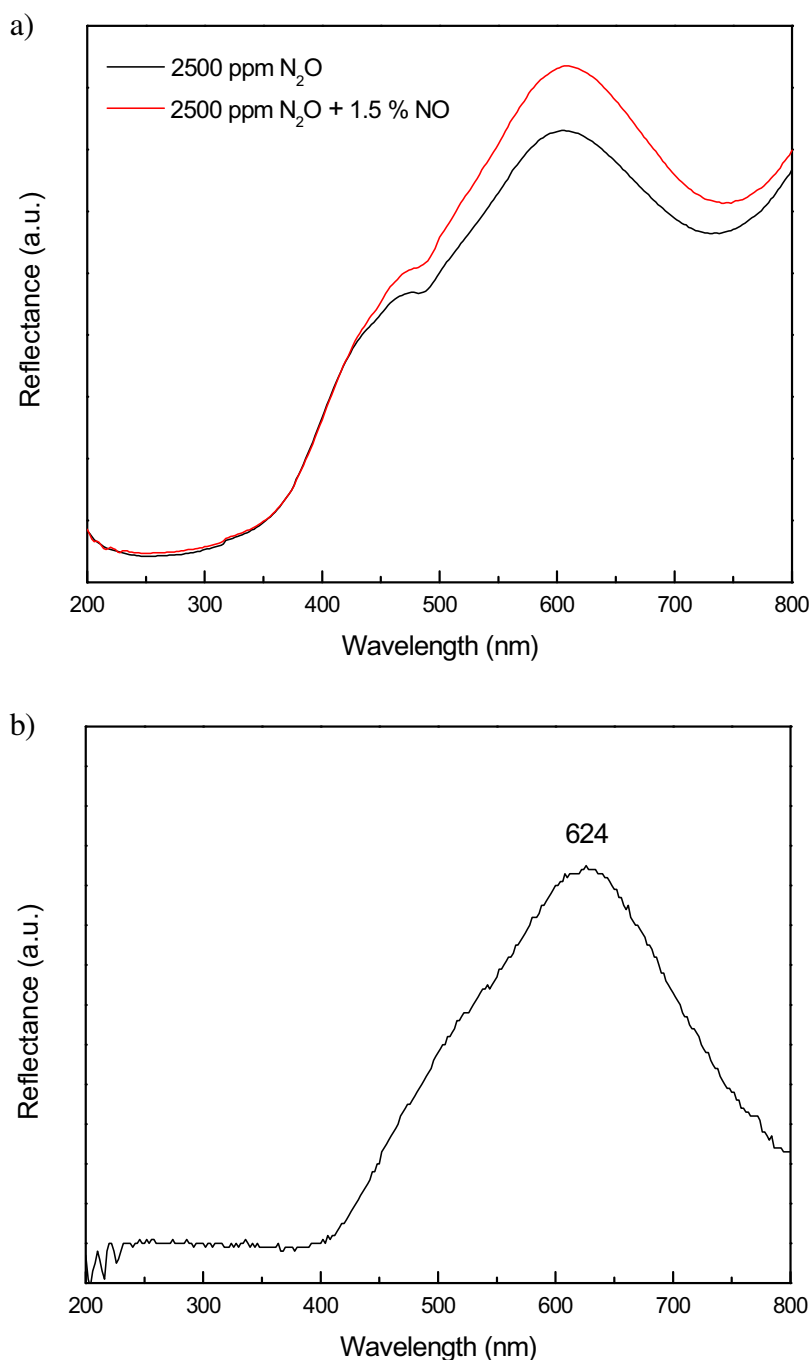 a)
2500 ppm N₂O
2500 ppm N₂O + 1.5 % NO
Reflectance (a.u.)
200 300 400 500 600 700 800
Wavelength (nm)
b)
624
Reflectance (a.u.)
200 300 400 500 600 700 800
Wavelength (nm)